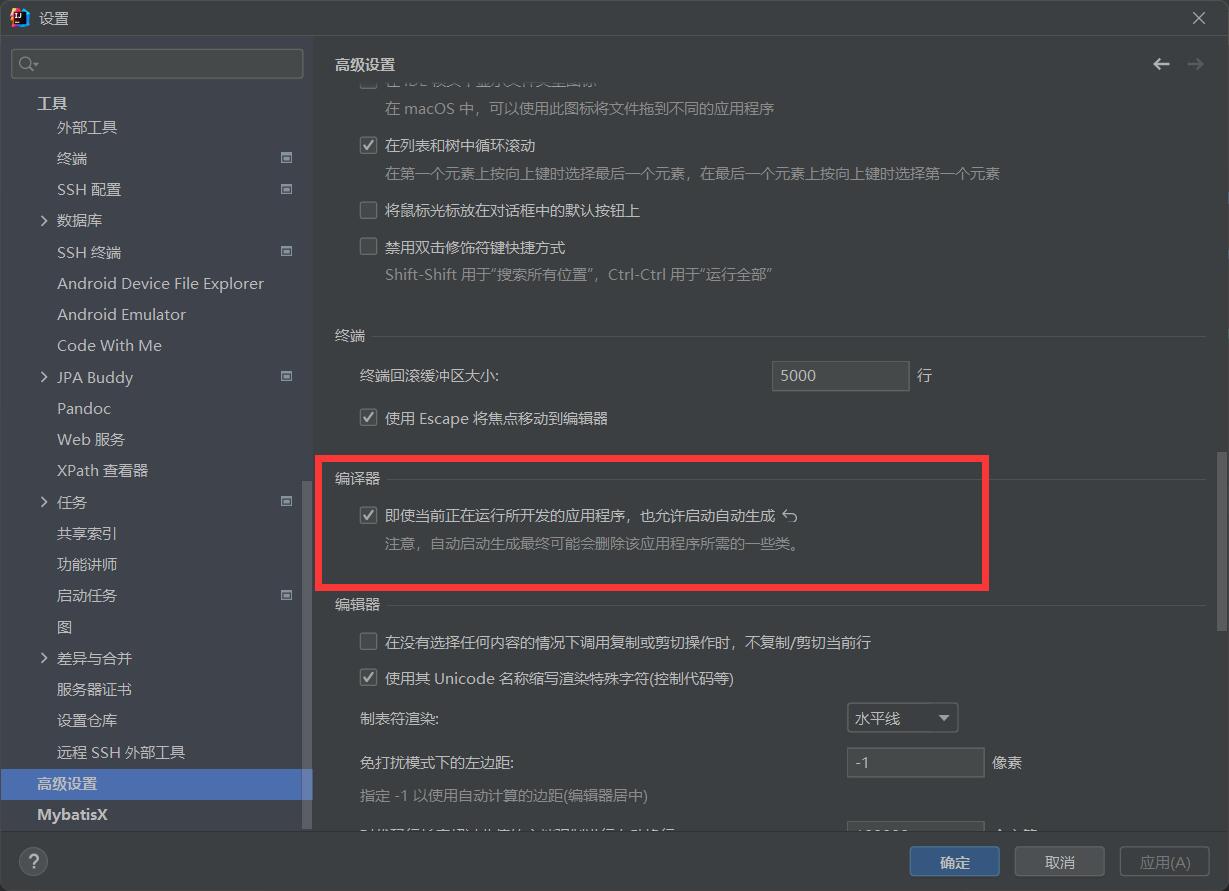 设置
工具
外部工具
终端
SSH 配置
数据库
SSH 终端
Android Device File Explorer
Android Emulator
Code With Me
JPA Buddy
Pandoc
Web 服务
XPath 查看器
任务
共享索引
功能讲师
启动任务
图
差异与合并
服务器证书
设置仓库
远程 SSH 外部工具
高级设置
MybatisX
高级设置
在 macOS 中，可以使用此图标将文件拖到不同的应用程序
在列表和树中循环滚动
在第一个元素上按向上键时选择最后一个元素，在最后一个元素上按向上键时选择第一个元素
将鼠标光标放在对话框中的默认按钮上
禁用双击修饰符键快捷方式
Shift-Shift 用于“搜索所有位置”，Ctrl-Ctrl 用于“运行全部”
终端
终端回滚缓冲区大小: 5000 行
使用 Escape 将焦点移动到编辑器
编译器
即使当前正在运行所开发的应用程序，也允许启动自动生成
注意，自动启动生成最终可能会删除该应用程序所需的一些类。
编辑器
在没有选择任何内容的情况下调用复制或剪切操作时，不复制/剪切当前行
使用其 Unicode 名称缩写渲染特殊字符(控制代码等)
制表符渲染: 水平线
免打扰模式下的左边距: -1 像素
指定 -1 以使用自动计算的边距(编辑器居中)
? 确定 取消 应用(A)